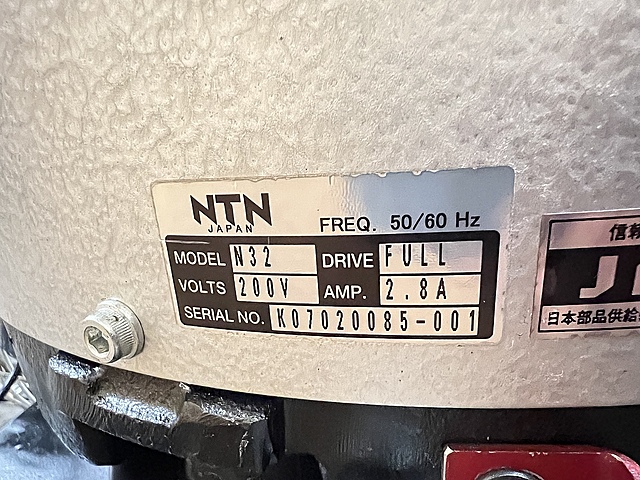 NTN
JAPAN
FREQ. 50/60 Hz
MODEL N32 DRIVE FULL
VOLTS 200V AMP. 2.8A
SERIAL NO. K07020085-001
信頼
J
日本部品供給